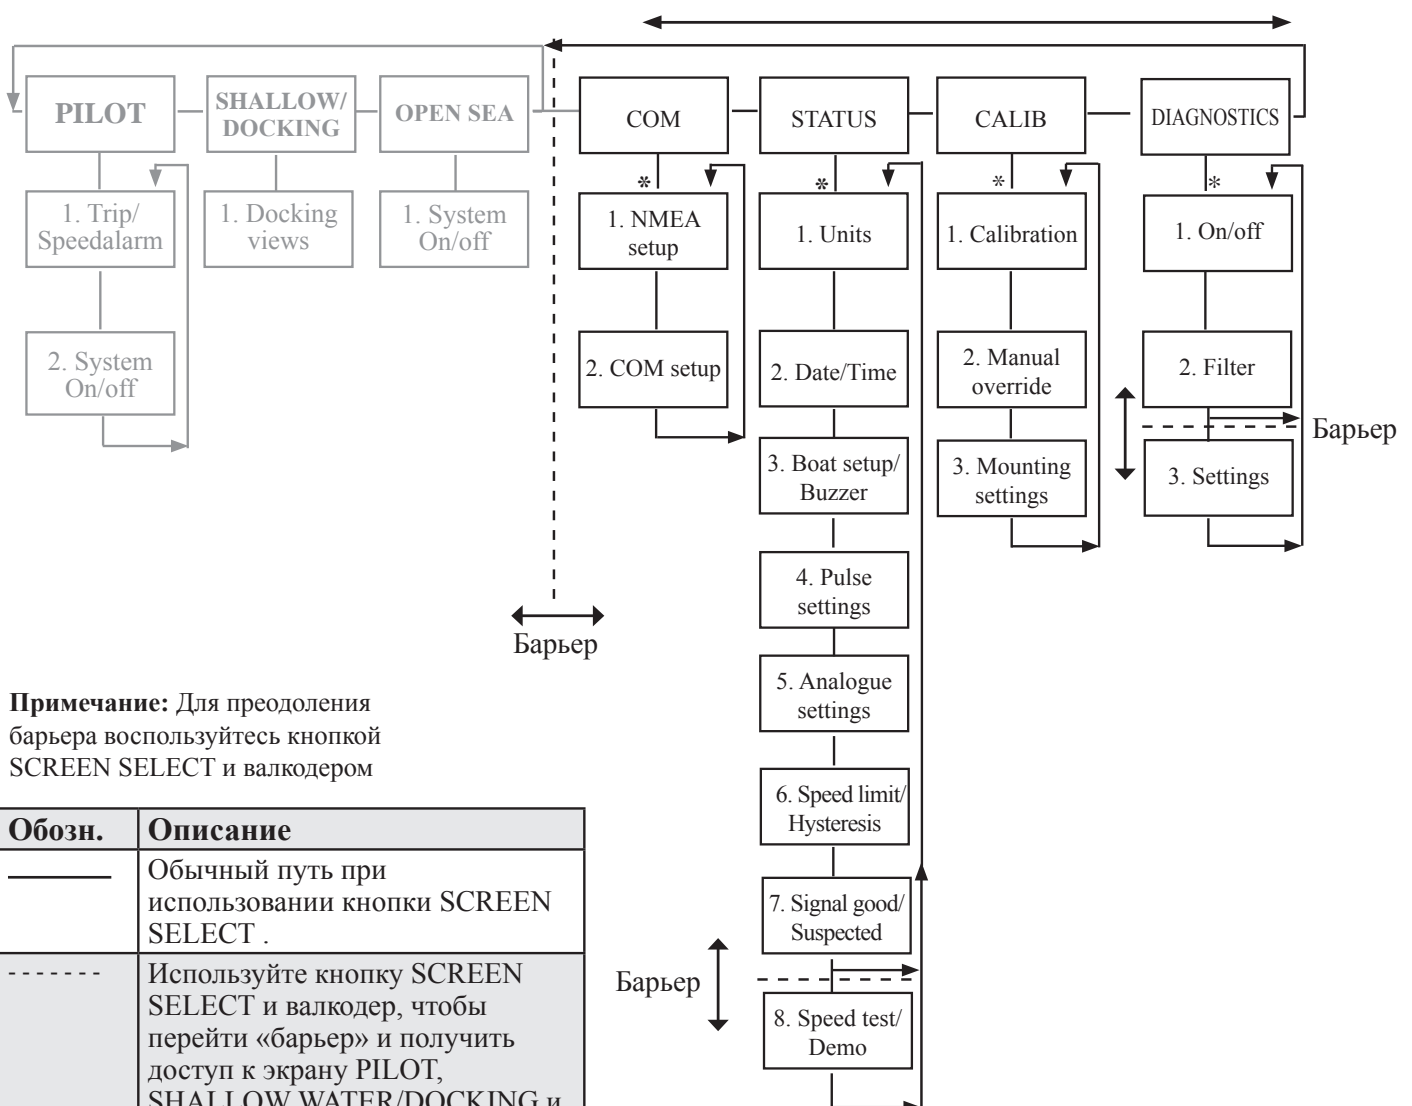 PILOT
SHALLOW/
DOCKING
OPEN SEA
COM
STATUS
CALIB
DIAGNOSTICS
*
*
*
*
1. Trip/
Speedalarm
1. Docking
views
1. System
On/off
1. NMEA
setup
1. Units
1. Calibration
1. On/off
2. System
On/off
2. COM setup
2. Date/Time
2. Manual
override
2. Filter
Барьер
3. Boat setup/
Buzzer
3. Mounting
settings
3. Settings
4. Pulse
settings
Барьер
5. Analogue
settings
6. Speed limit/
Hysteresis
7. Signal good/
Suspected
Барьер
8. Speed test/
Demo
Примечание: Для преодоления
барьера воспользуйтесь кнопкой
SCREEN SELECT и валкодером
Обозн. Описание
Обычный путь при
использовании кнопки SCREEN
SELECT .
- - - - - - - Используйте кнопку SCREEN
SELECT и валкодер, чтобы
перейти «барьер» и получить
доступ к экрану PILOT,
SHALLOW WATER/DOCKING и